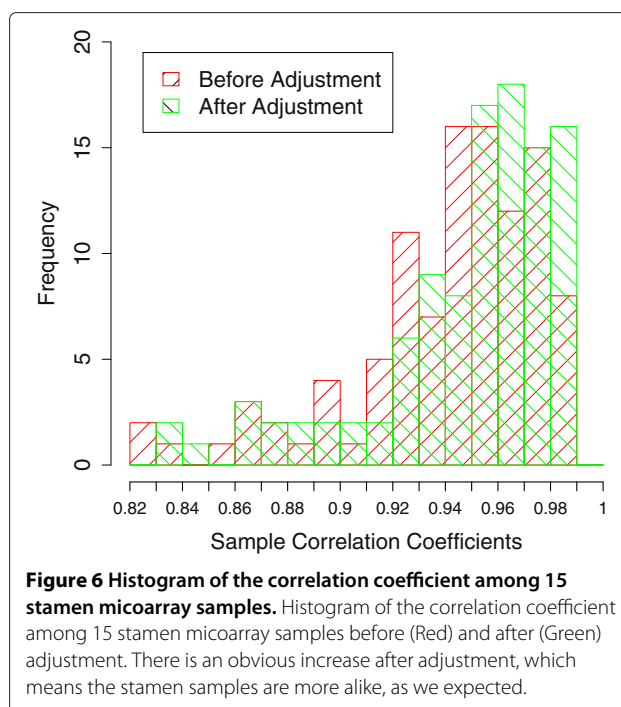 20
15
10
5
0
Frequency
Before Adjustment
After Adjustment
0.82 0.84 0.86 0.88 0.9 0.92 0.94 0.96 0.98 1
Sample Correlation Coefficients
Figure 6 Histogram of the correlation coefficient among 15
stamen micoarray samples. Histogram of the correlation coefficient
among 15 stamen micoarray samples before (Red) and after (Green)
adjustment. There is an obvious increase after adjustment, which
means the stamen samples are more alike, as we expected.